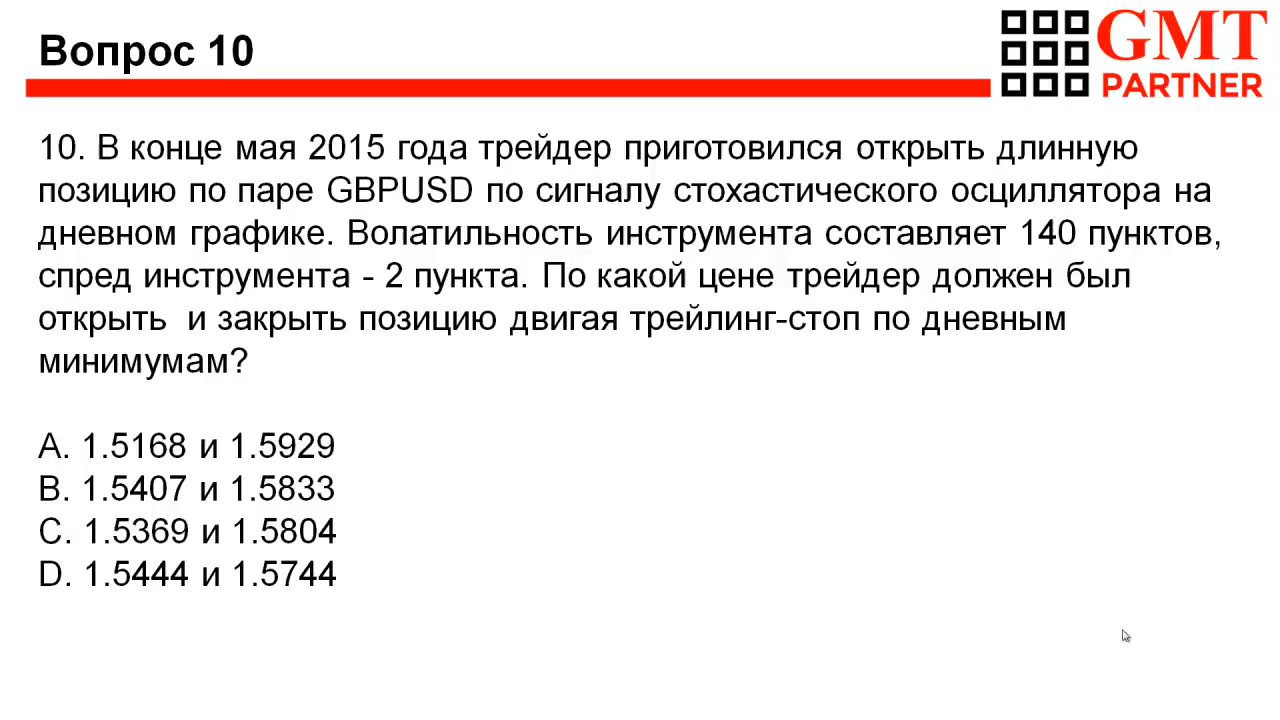 Вопрос 10
GMT
PARTNER
10. В конце мая 2015 года трейдер приготовился открыть длинную
позицию по паре GBPUSD по сигналу стохастического осциллятора на
дневном графике. Волатильность инструмента составляет 140 пунктов,
спред инструмента - 2 пункта. По какой цене трейдер должен был
открыть и закрыть позицию двигая трейлинг-стоп по дневным
минимумам?
A. 1.5168 и 1.5929
B. 1.5407 и 1.5833
C. 1.5369 и 1.5804
D. 1.5444 и 1.5744